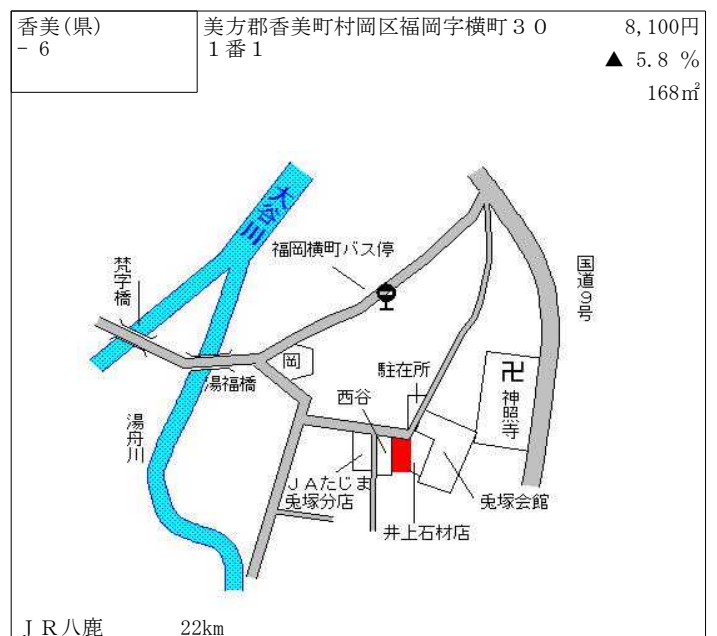 香美(県)
- 6
美方郡香美町村岡区福岡字横町３０
１番１
8,100円
▲ 5.8 %
168㎡
大谷川
福岡横町バス停
梵字橋
国道９号
岡
駐在所
卍
神照寺
湯福橋
西谷
湯舟川
ＪＡたじま
兎塚分店
兎塚会館
井上石材店
ＪＲ八鹿 22km